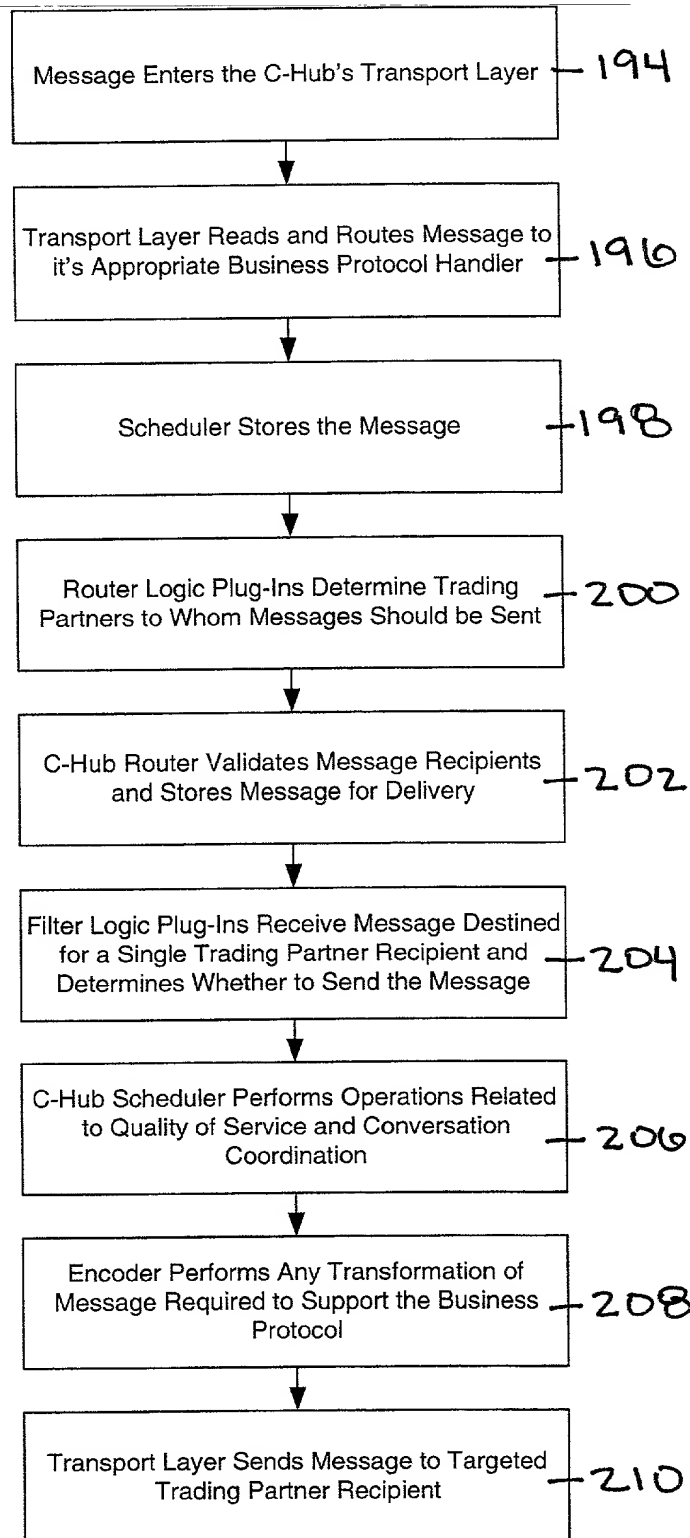 Message Enters the C-Hub's Transport Layer
194
Transport Layer Reads and Routes Message to
it's Appropriate Business Protocol Handler
196
Scheduler Stores the Message
198
Router Logic Plug-Ins Determine Trading
Partners to Whom Messages Should be Sent
200
C-Hub Router Validates Message Recipients
and Stores Message for Delivery
202
Filter Logic Plug-Ins Receive Message Destined
for a Single Trading Partner Recipient and
Determines Whether to Send the Message
204
C-Hub Scheduler Performs Operations Related
to Quality of Service and Conversation
Coordination
206
Encoder Performs Any Transformation of
Message Required to Support the Business
Protocol
208
Transport Layer Sends Message to Targeted
Trading Partner Recipient
210